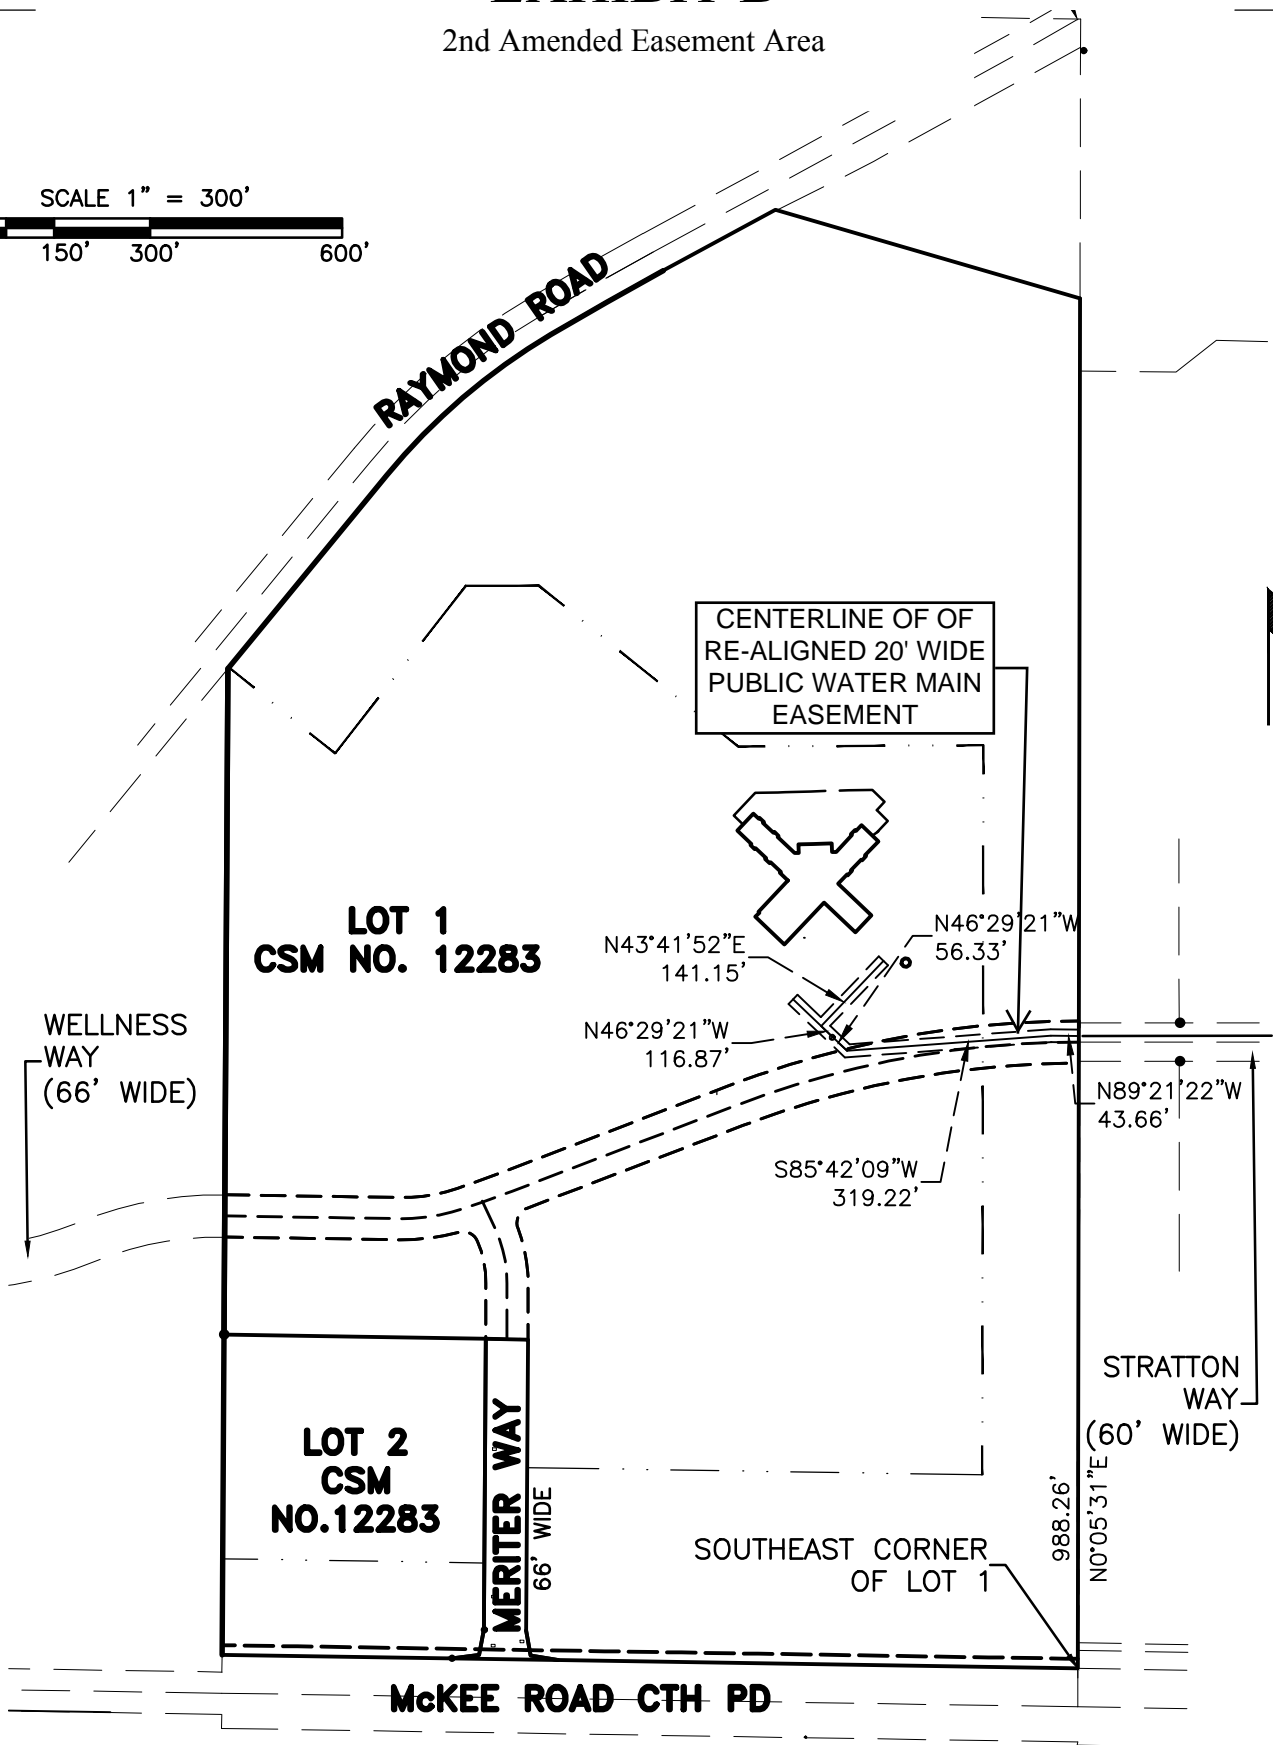 2nd Amended Easement Area
SCALE 1” = 300’
150’ 300’ 600’
RAYMOND ROAD
CENTERLINE OF OF
RE-ALIGNED 20' WIDE
PUBLIC WATER MAIN
EASEMENT
LOT 1
CSM NO. 12283
N43°41’52”E
141.15’
N46°29’21”W
56.33’
N46°29’21”W
116.87’
WELLNESS
WAY
(66’ WIDE)
N89°21’22”W
43.66’
S85°42’09”W
319.22’
STRATTON
WAY
(60’ WIDE)
LOT 2
CSM
NO.12283
MERITER WAY
66’ WIDE
988.26’
N0°05’31”E
SOUTHEAST CORNER
OF LOT 1
McKEE ROAD CTH PD